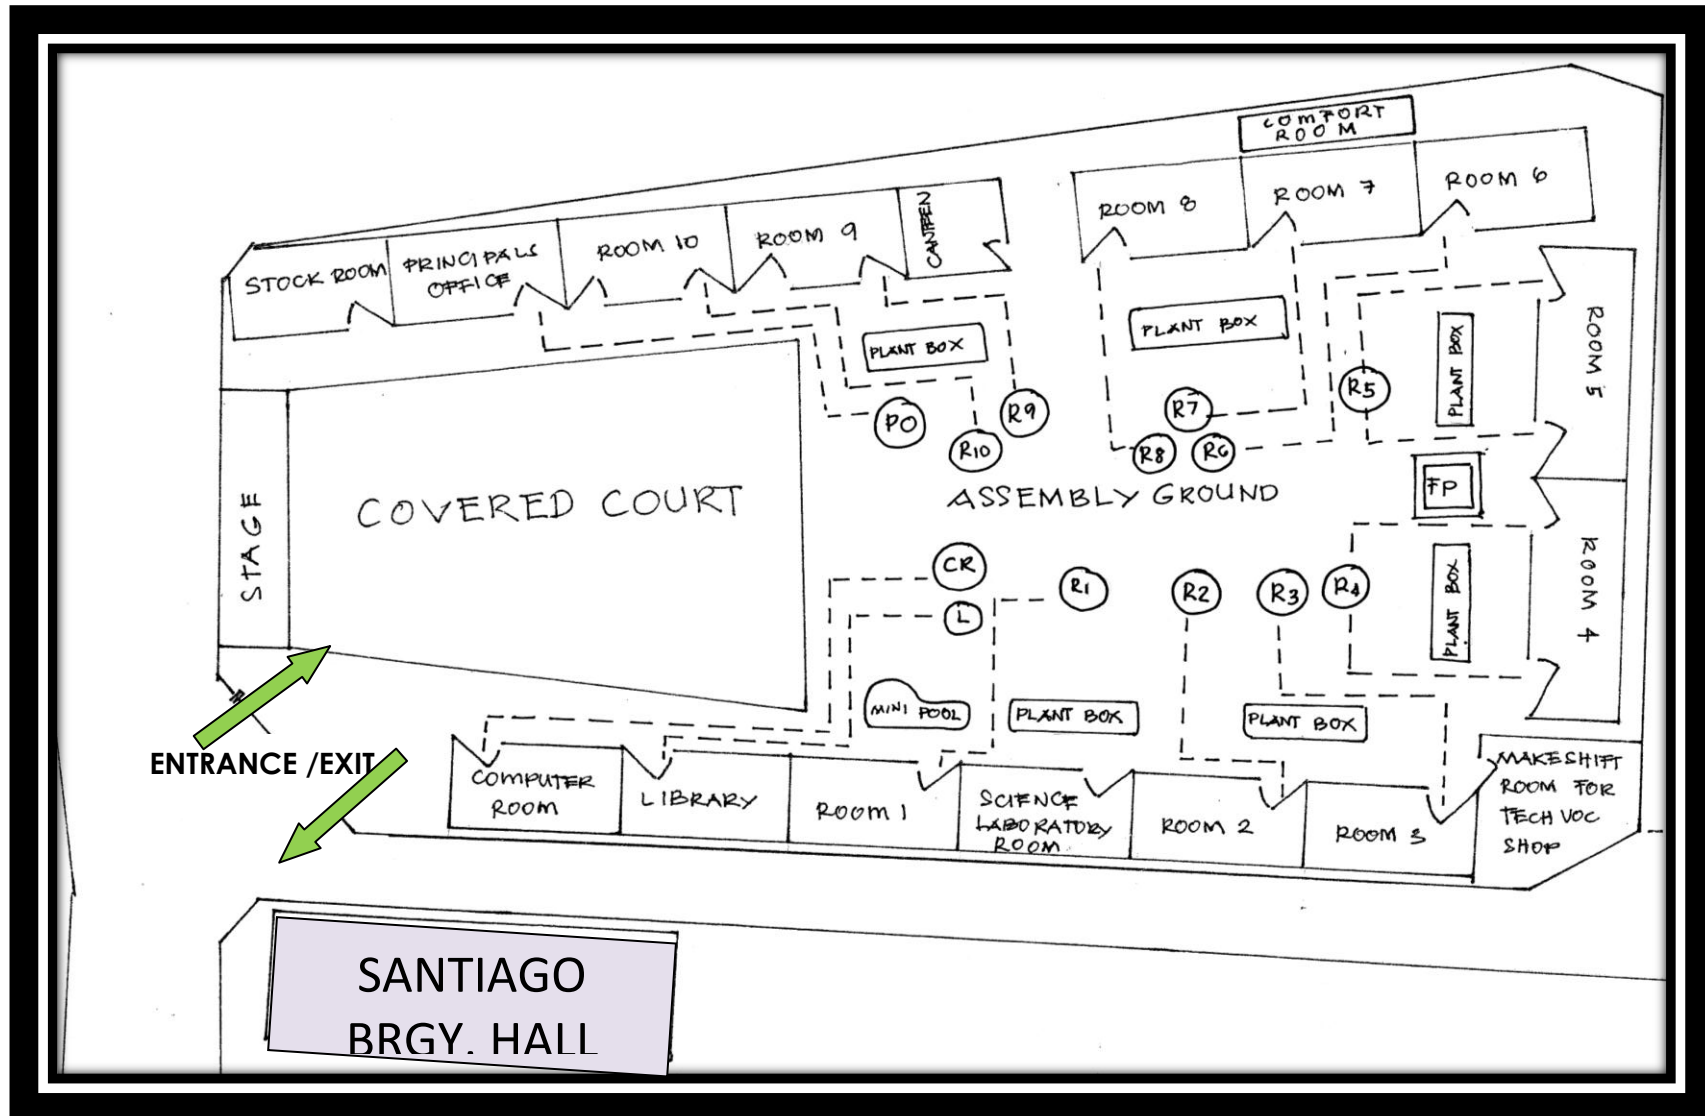 COMFORT
ROOM
ROOM 8
ROOM 7
ROOM 6
STOCK ROOM
PRINCIPALS
OFFICE
ROOM 10
ROOM 9
CANTEEN
PLANT BOX
PLANT BOX
PLANT BOX
ROOM 5
PO
R10
R9
R7
R8
R6
R5
STAGE
COVERED COURT
ASSEMBLY GROUND
FP
CR
L
R1
R2
R3
R4
PLANT BOX
ROOM 4
MINI POOL
PLANT BOX
PLANT BOX
ENTRANCE /EXIT
COMPUTER
ROOM
LIBRARY
ROOM 1
SCIENCE
LABORATORY
ROOM
ROOM 2
ROOM 3
MAKESHIFT
ROOM FOR
TECH VOC
SHOP
SANTIAGO
BRGY. HALL